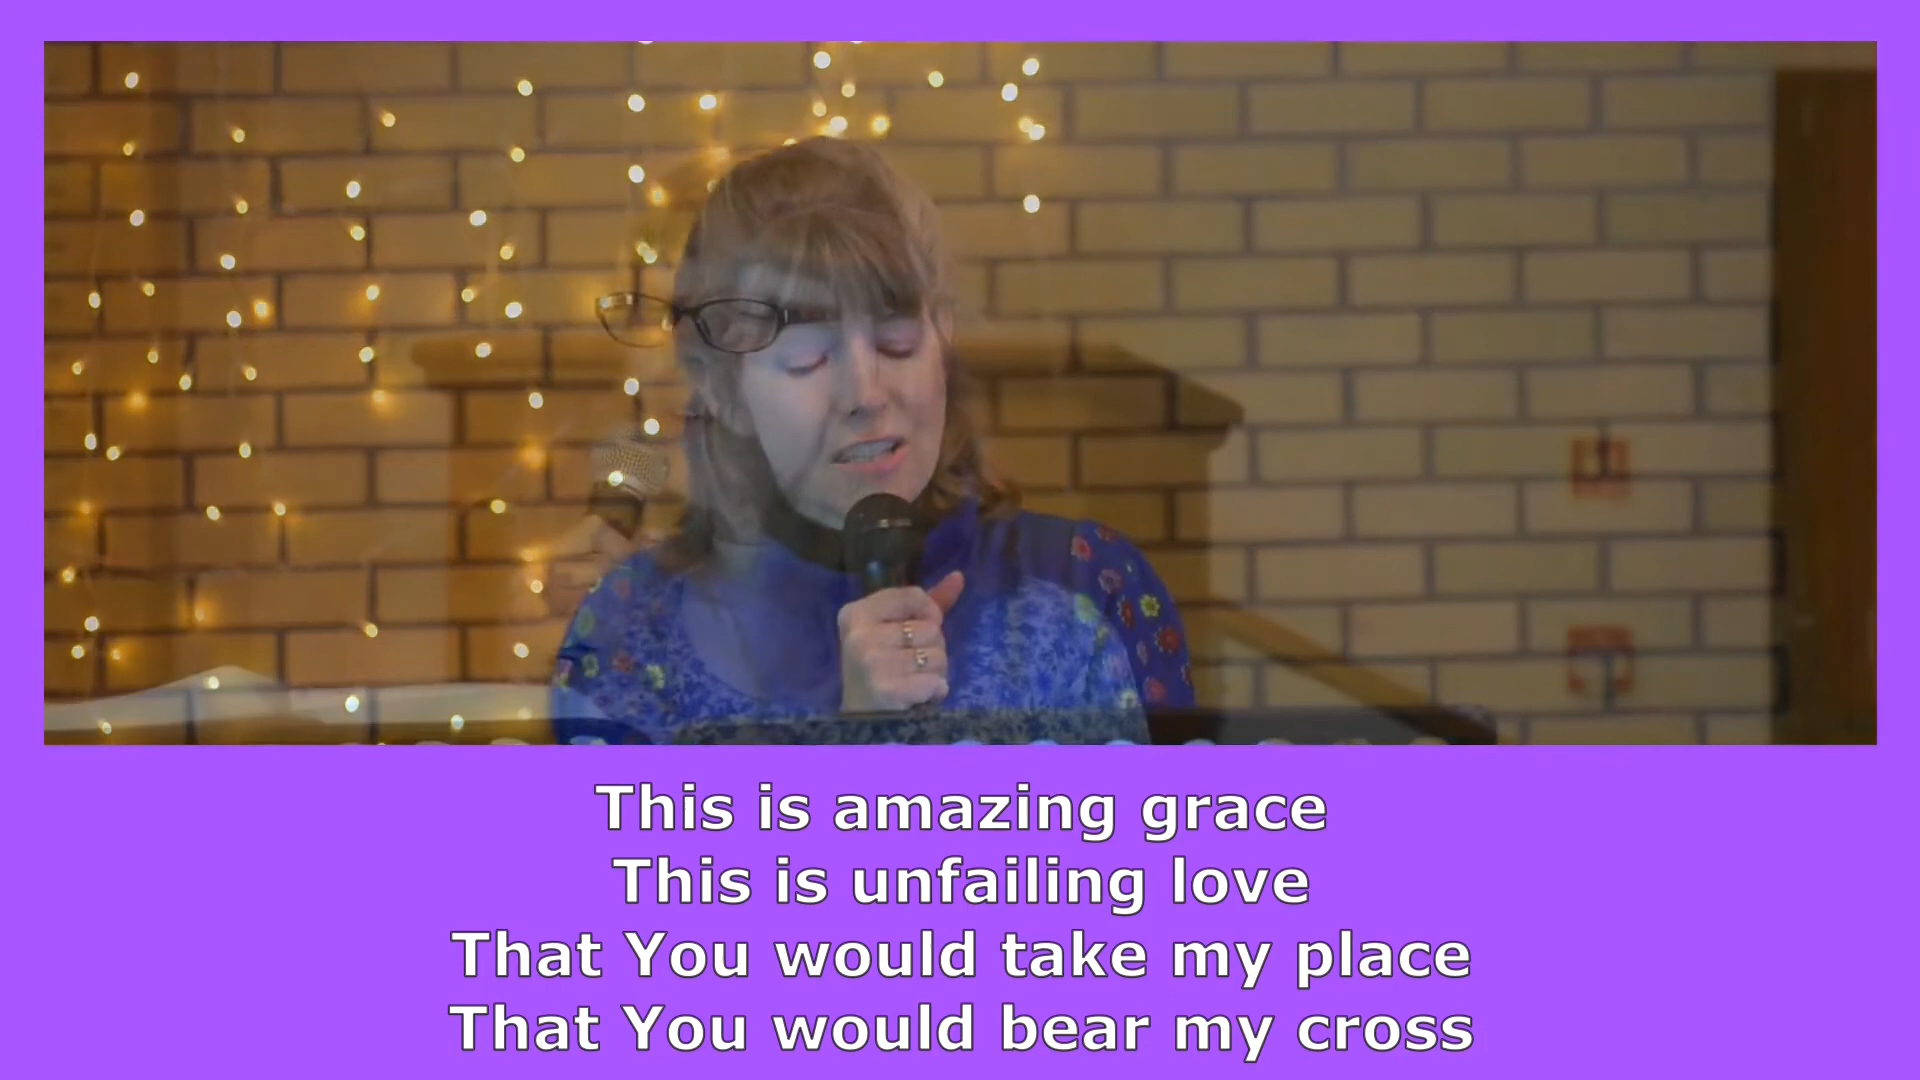 This is amazing grace
This is unfailing love
That You would take my place
That You would bear my cross